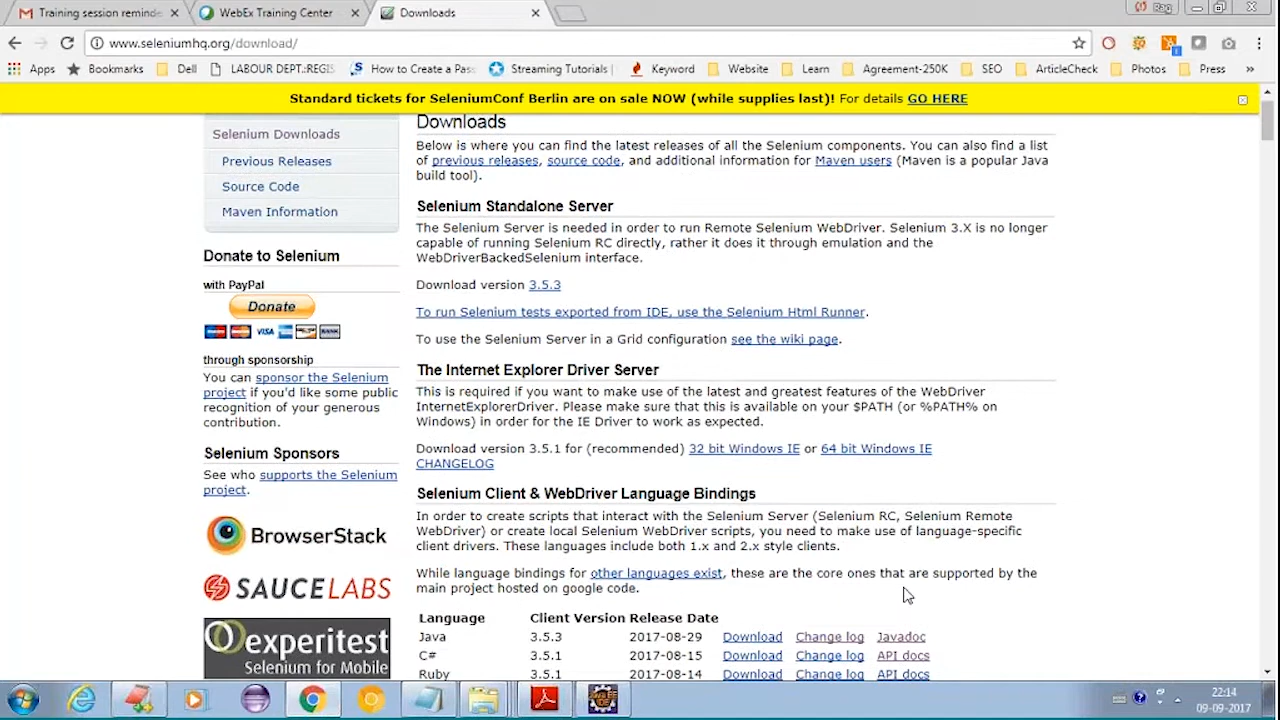 Training session reminde
WebEx Training Center
Downloads
Rag
www.seleniumhq.org/download/
Apps
Bookmarks
Dell
LABOUR DEPT.:REGIS
How to Create a Pas
Streaming Tutorials
Keyword
Website
Learn
Agreement-250K
SEO
ArticleCheck
Photos
Press
»
Standard tickets for SeleniumConf Berlin are on sale NOW (while supplies last)! For details GO HERE
Selenium Downloads
Previous Releases
Source Code
Maven Information
Donate to Selenium
with PayPal
Donate
VISA
BANK
through sponsorship
You can sponsor the Selenium
project if you'd like some public
recognition of your generous
contribution.
Selenium Sponsors
See who supports the Selenium
project.
BrowserStack
SAUCELABS
experitest
Selenium for Mobile
Downloads
Below is where you can find the latest releases of all the Selenium components. You can also find a list
of previous releases, source code, and additional information for Maven users (Maven is a popular Java
build tool).
Selenium Standalone Server
The Selenium Server is needed in order to run Remote Selenium WebDriver. Selenium 3.X is no longer
capable of running Selenium RC directly, rather it does it through emulation and the
WebDriverBackedSelenium interface.
Download version 3.5.3
To run Selenium tests exported from IDE, use the Selenium Html Runner.
To use the Selenium Server in a Grid configuration see the wiki page.
The Internet Explorer Driver Server
This is required if you want to make use of the latest and greatest features of the WebDriver
InternetExplorerDriver. Please make sure that this is available on your $PATH (or %PATH% on
Windows) in order for the IE Driver to work as expected.
Download version 3.5.1 for (recommended) 32 bit Windows IE or 64 bit Windows IE
CHANGELOG
Selenium Client & WebDriver Language Bindings
In order to create scripts that interact with the Selenium Server (Selenium RC, Selenium Remote
WebDriver) or create local Selenium WebDriver scripts, you need to make use of language-specific
client drivers. These languages include both 1.x and 2.x style clients.
While language bindings for other languages exist, these are the core ones that are supported by the
main project hosted on google code.
Language Client Version Release Date
Java 3.5.3 2017-08-29 Download Change log Javadoc
C# 3.5.1 2017-08-15 Download Change log API docs
Ruby 3.5.1 2017-08-14 Download Change log API docs
22:14
09-09-2017